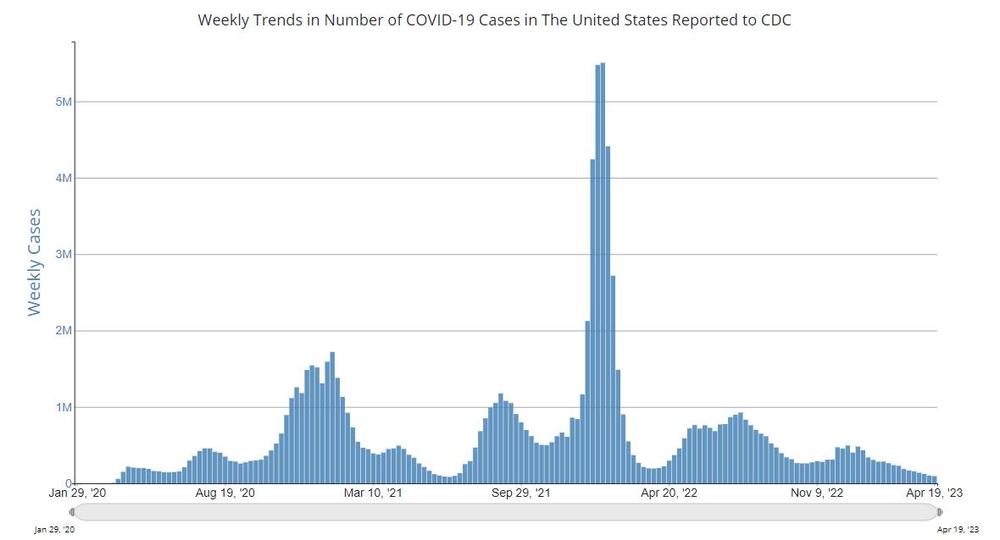 Weekly Trends in Number of COVID-19 Cases in The United States Reported to CDC
Weekly Cases
5M
4M
3M
2M
1M
0
Jan 29, '20 Aug 19, '20 Mar 10, '21 Sep 29, '21 Apr 20, '22 Nov 9, '22 Apr 19, '23
Jan 29, '20 Apr 19, '23